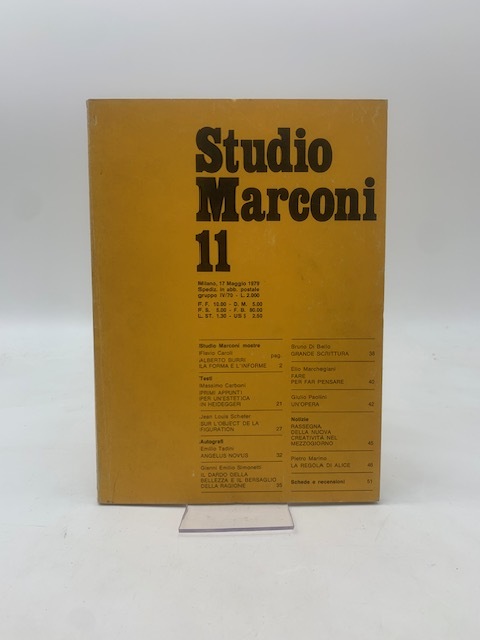 Studio
Marconi
11
Milano, 17 Maggio 1979
Spediz. in abb. postale
gruppo IV/70 - L. 2.000
P. F. 10.00 - D. M. 5.00
F. S. 5.00 - F. B. 90.00
L. ST. 1.30 - US $ 2.00
Studio Marconi mostre
Flavio Caroli pag.
ALBERTO BURRI
LA FORMA E L'INFORME 2
Testi
Massimo Carboni
PRIMI APPUNTI
PER UN'ESTETICA
IN HEIDEGGER 21
Jean Louis Schefer
SUR L'OBJECT DE LA
FIGURATION 27
Autografi
Emilio Tadini
ANGELUS NOVUS 32
Gianni Emilio Simonetti
IL DARDO DELLA
BELLEZZA E IL BERSAGLIO
DELLA RAGIONE 35
Bruno Di Bello
GRANDE SCRITTURA 38
Elio Marchegiani
FARE
PER FAR PENSARE 40
Giulio Paolini
UN'OPERA 42
Notizie
RASSEGNA
DELLA NUOVA
CREATIVITÀ NEL
MEZZOGIORNO 45
Pietro Marino
LA REGOLA DI ALICE 46
Schede e recensioni 51